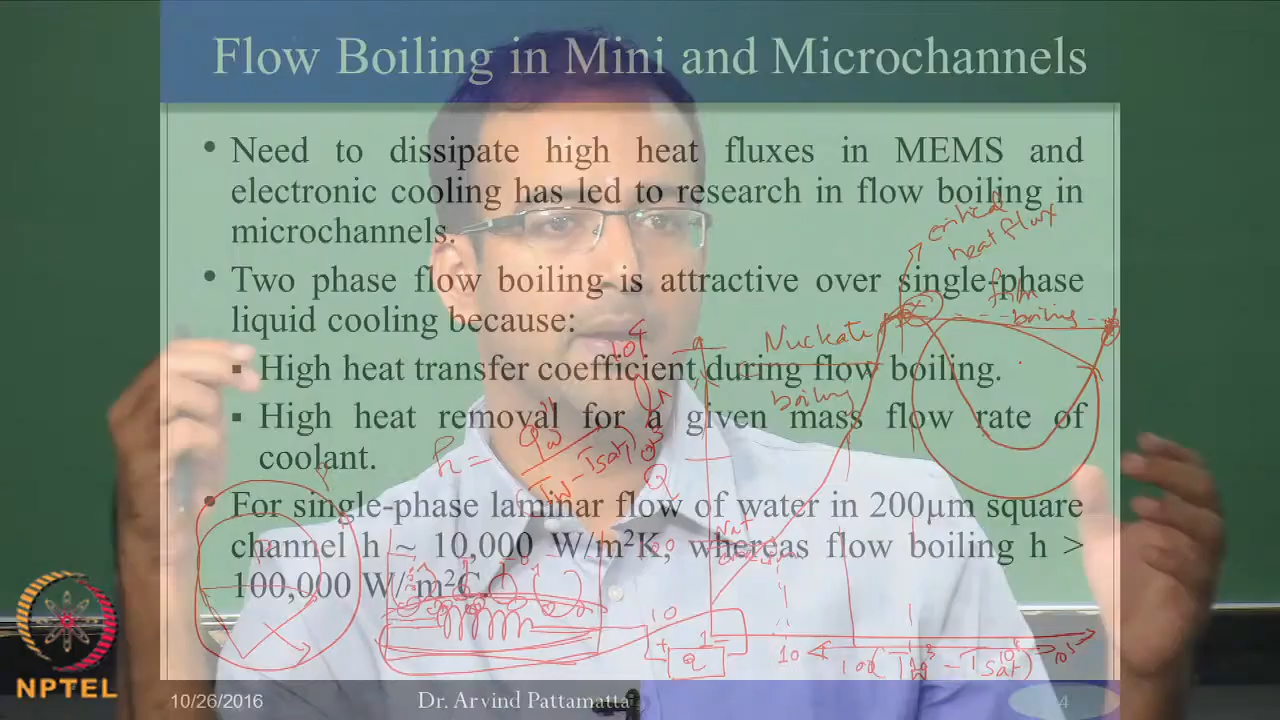 Flow Boiling in Mini and Microchannels
• Need to dissipate high heat fluxes in MEMS and
electronic cooling has led to research in flow boiling in
microchannels.
• Two phase flow boiling is attractive over single-phase
liquid cooling because:
▪ High heat transfer coefficient during flow boiling.
▪ High heat removal for a given mass flow rate of
coolant.
• For single-phase laminar flow of water in 200µm square
channel h ~ 10,000 W/m²K; whereas flow boiling h >
100,000 W/m²C.
critical
heat flux
film
boiling
Nucleate
boiling
h =
Q
10
NPTEL
10/26/2016
Dr. Arvind Pattamatta
4